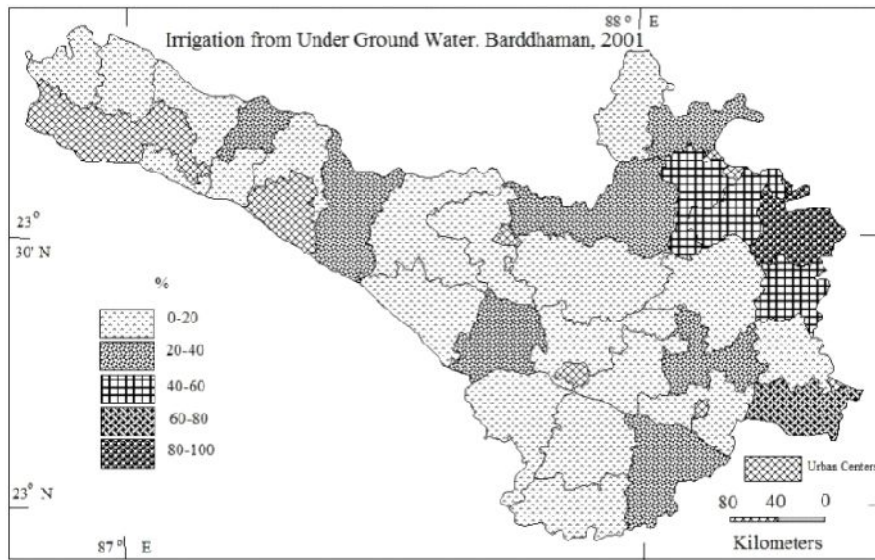 88° E
Irrigation from Under Ground Water. Barddhaman, 2001
23°
30' N
%
0-20
20-40
40-60
60-80
80-100
Urban Centers
80 40 0
Kilometers
23° N
87° E